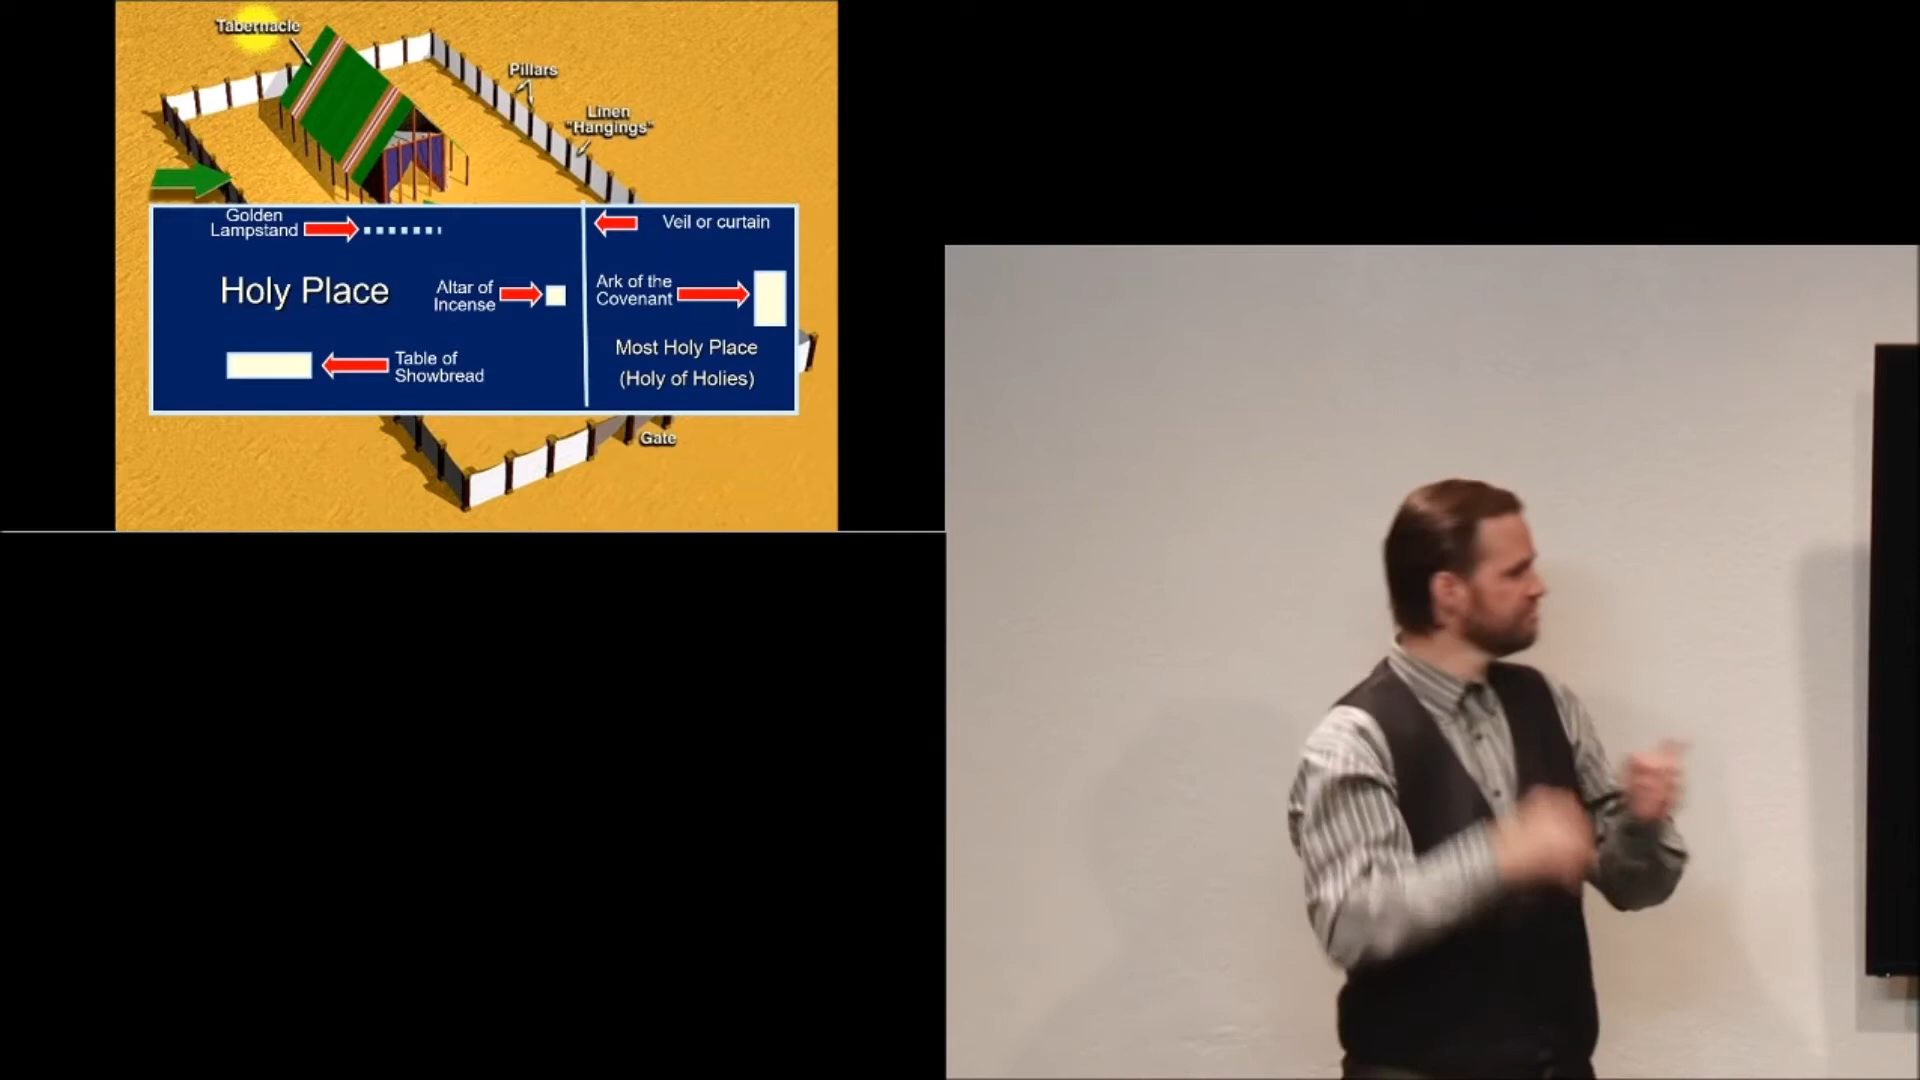 Tabernacle
Pillars
Linen
"Hangings"
Golden
Lampstand
Veil or curtain
Holy Place
Altar of
Incense
Ark of the
Covenant
Table of
Showbread
Most Holy Place
(Holy of Holies)
Gate